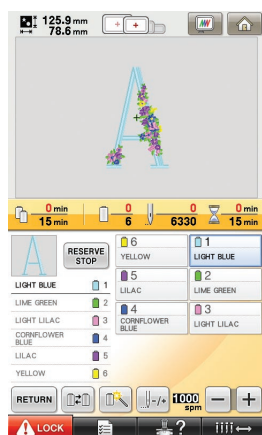 125.9 mm
78.6 mm
0 min
15 min
0
6
0
6330
0 min
15 min
RESERVE STOP
LIGHT BLUE 1
LIME GREEN 2
LIGHT LILAC 3
CORNFLOWER BLUE 4
LILAC 5
YELLOW 6
6
YELLOW
1
LIGHT BLUE
5
LILAC
2
LIME GREEN
4
CORNFLOWER BLUE
3
LIGHT LILAC
RETURN
-/+
1000 spm
− +
LOCK
?